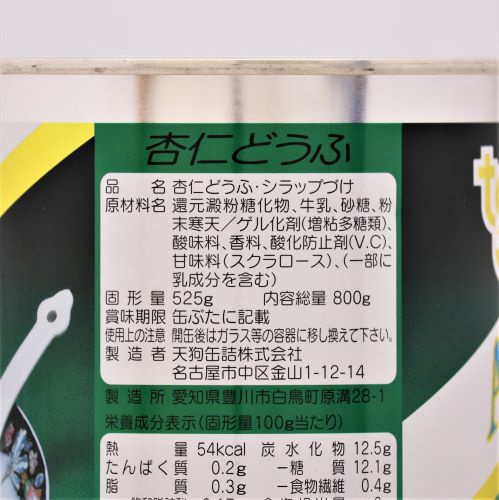 杏仁どうふ
品名 杏仁どうふ・シラップづけ
原材料名 還元澱粉糖化物、牛乳、砂糖、粉
末寒天/ゲル化剤(増粘多糖類)、
酸味料、香料、酸化防止剤(V.C)、
甘味料(スクラロース)、(一部に
乳成分を含む)
固形量 525g 内容総量 800g
賞味期限 缶ぶたに記載
使用上の注意 開缶後はガラス等の容器に移し換えて下さい。
製造者 天狗缶詰株式会社
名古屋市中区金山1-12-14
製造所 愛知県豊川市白鳥町原溝28-1
栄養成分表示(固形量100g当たり)
熱量 54kcal 炭水化物 12.5g
たんぱく質 0.2g ー糖質 12.1g
脂質 0.3g ー食物繊維 0.4g